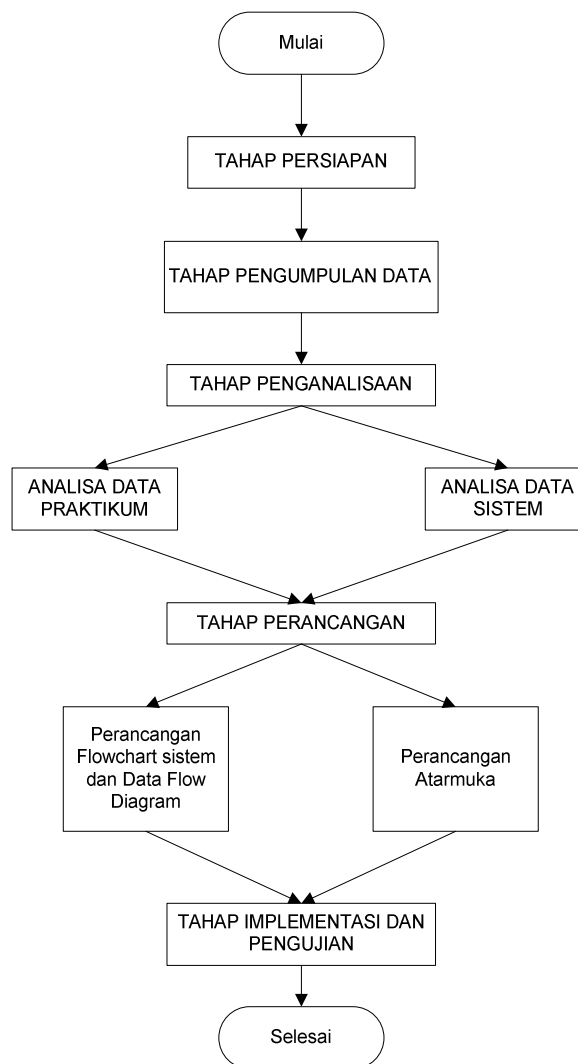 Mulai
TAHAP PERSIAPAN
TAHAP PENGUMPULAN DATA
TAHAP PENGANALISAAN
ANALISA DATA
PRAKTIKUM
ANALISA DATA
SISTEM
TAHAP PERANCANGAN
Perancangan
Flowchart sistem
dan Data Flow
Diagram
Perancangan
Atarmuka
TAHAP IMPLEMENTASI DAN
PENGUJIAN
Selesai